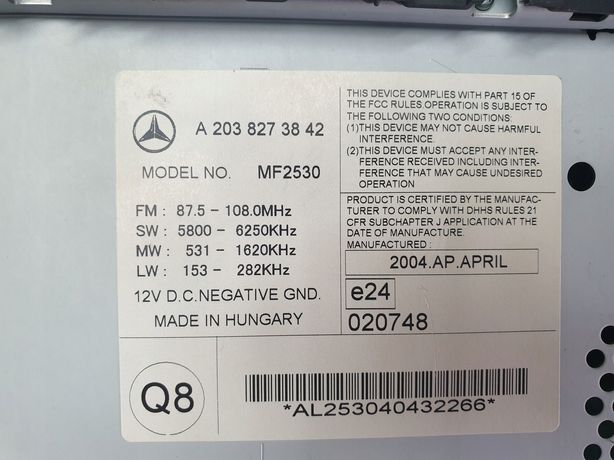 A 203 827 38 42
MODEL NO. MF2530
FM : 87.5 - 108.0MHz
SW : 5800 - 6250KHz
MW : 531 - 1620KHz
LW : 153 - 282KHz
12V D.C.NEGATIVE GND.
MADE IN HUNGARY
THIS DEVICE COMPLIES WITH PART 15 OF
THE FCC RULES.OPERATION IS SUBJECT TO
THE FOLLOWING TWO CONDITIONS:
(1)THIS DEVICE MAY NOT CAUSE HARMFUL
INTERFERENCE.
(2)THIS DEVICE MUST ACCEPT ANY INTER-
FERENCE RECEIVED INCLUDING INTER-
FERENCE THAT MAY CAUSE UNDESIRED
OPERATION
PRODUCT IS CERTIFIED BY THE MANUFAC-
TURER TO COMPLY WITH DHHS RULES 21
CFR SUBCHAPTER J APPLICATION AT THE
DATE OF MANUFACTURE.
MANUFACTURED :
2004.AP.APRIL
e24
020748
Q8
*AL253040432266*